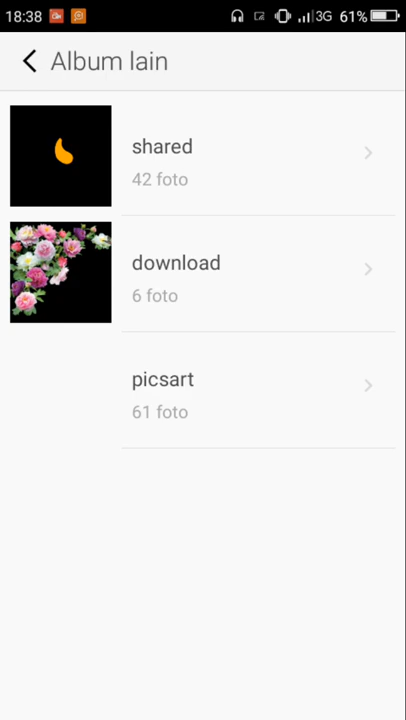 18:38 3G 61%
Album lain
shared
42 foto
download
6 foto
picsart
61 foto